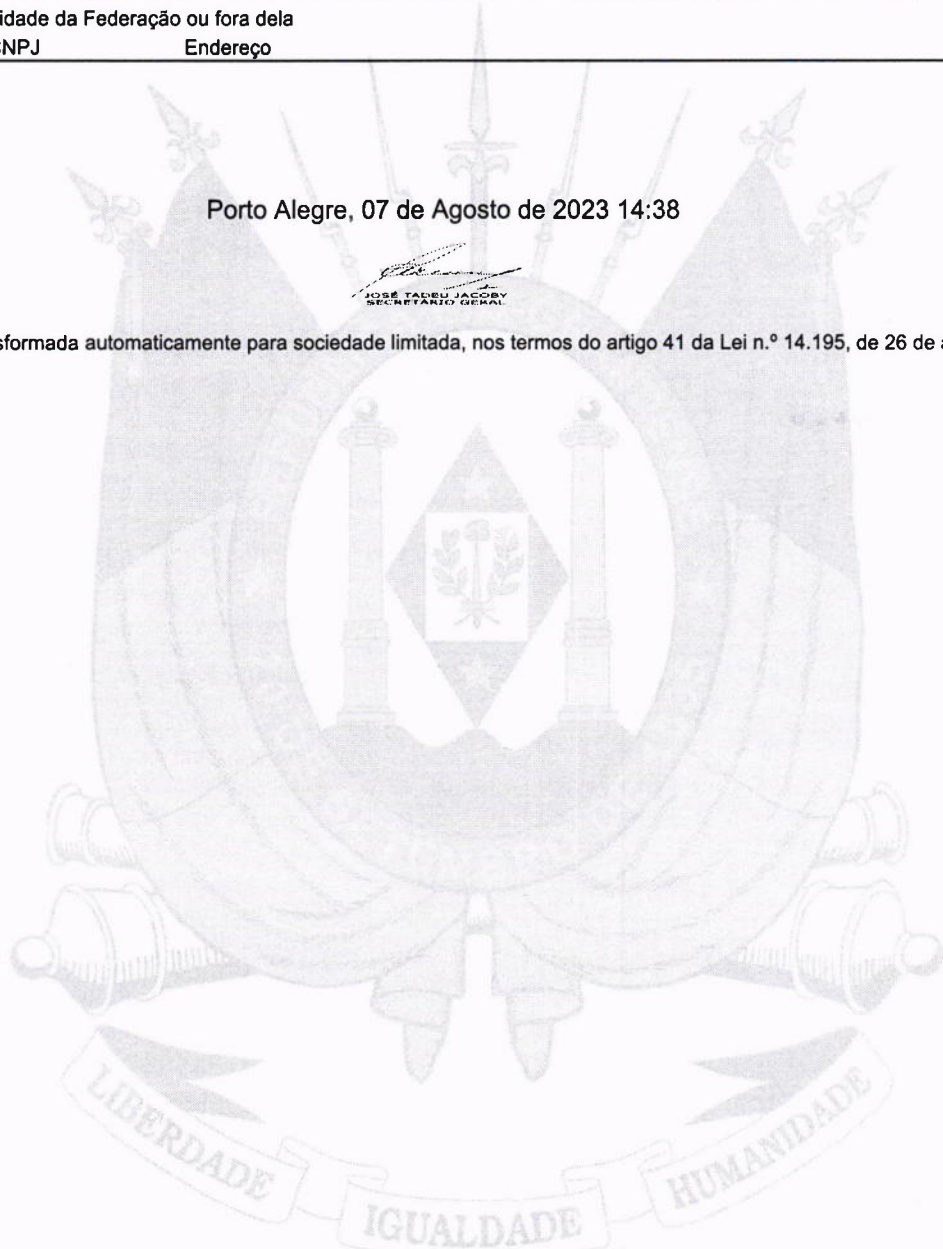 idade da Federação ou fora dela
NPJ Endereço
Porto Alegre, 07 de Agosto de 2023 14:38
JOSÉ TADEU JACOBY
SECRETÁRIO GERAL
sformada automaticamente para sociedade limitada, nos termos do artigo 41 da Lei n.º 14.195, de 26 de
LIBERDADE
IGUALDADE
HUMANIDADE